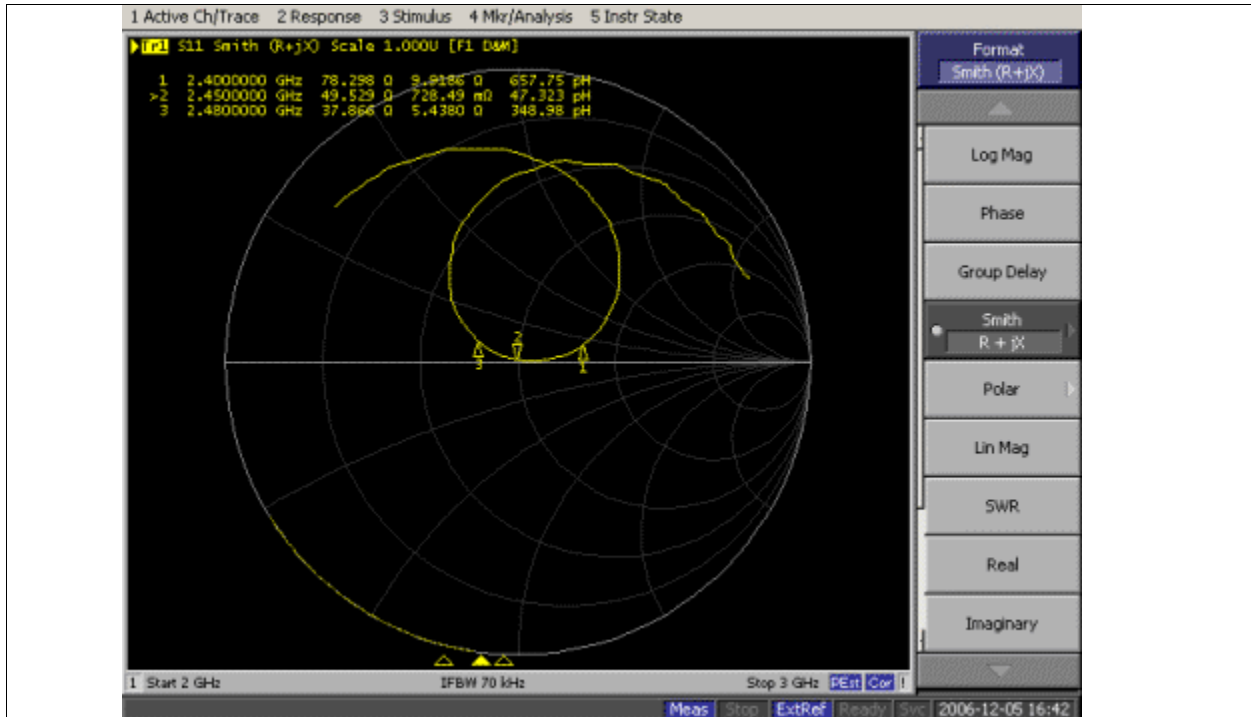 1 Active Ch/Trace 2 Response 3 Stimulus 4 Mkr/Analysis 5 Instr State
Tr1 S11 Smith (R+jX) Scale 1.000U [F1 D&M]
1 2.4000000 GHz 78.298 Ω 9.9186 Ω 657.75 pH
>2 2.4500000 GHz 49.529 Ω 728.49 mΩ 47.323 pH
3 2.4800000 GHz 37.866 Ω 5.4380 Ω 348.98 pH
2
3
1
1 Start 2 GHz IFBW 70 kHz Stop 3 GHz Cor !
Meas Stop ExtRef Ready Svc 2006-12-05 16:42
Format
Smith (R+jX)
Log Mag
Phase
Group Delay
Smith
R + jX
Polar
Lin Mag
SWR
Real
Imaginary